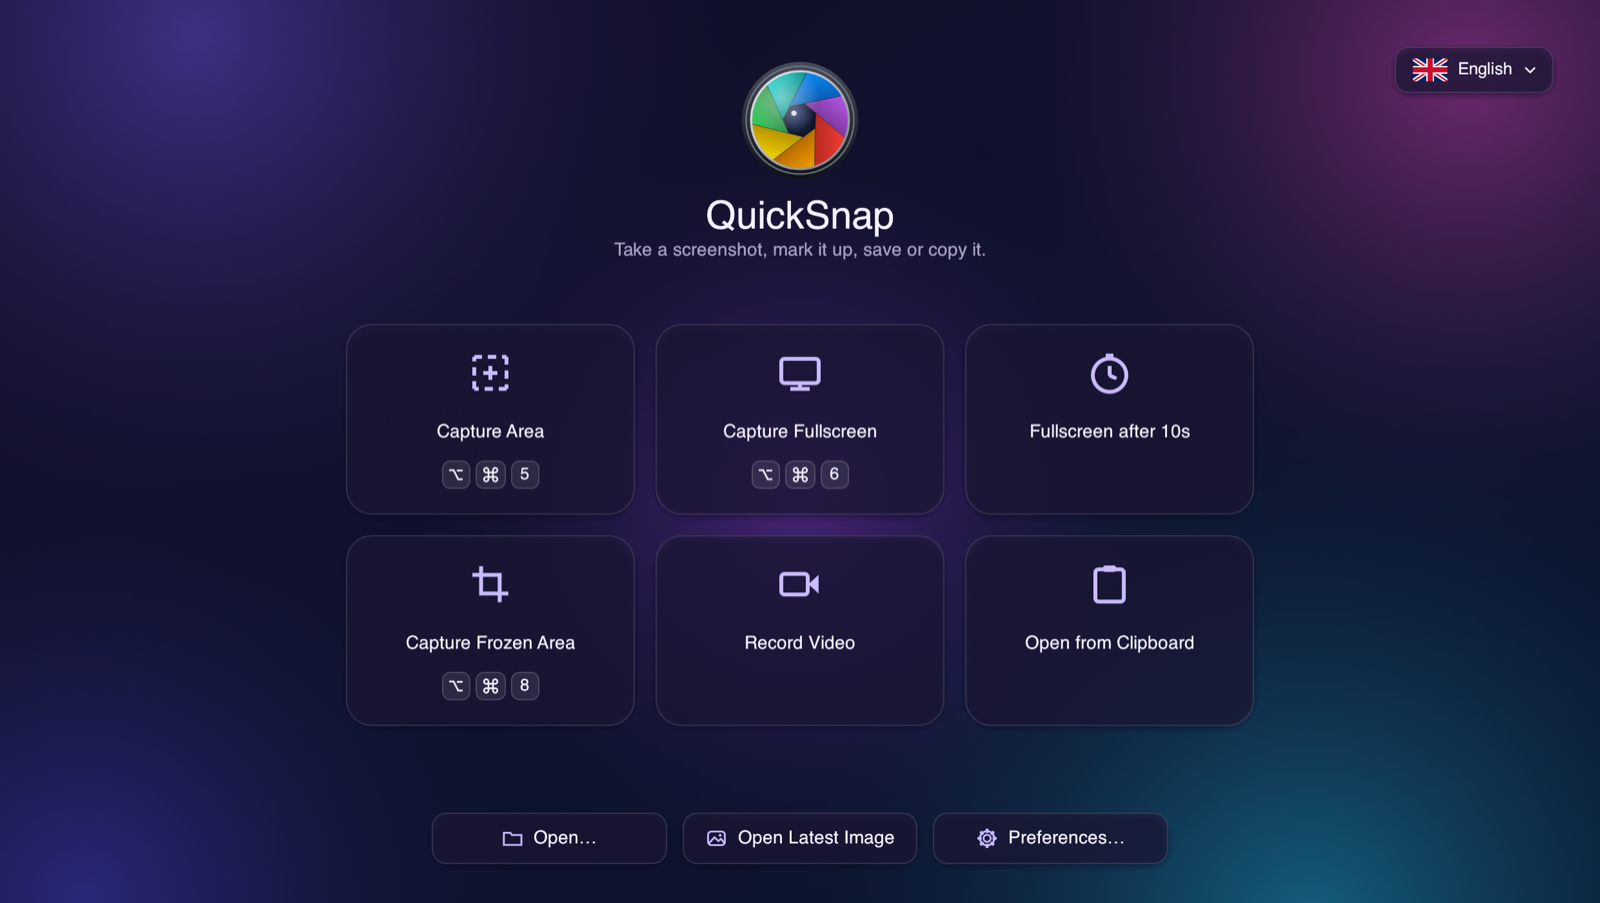 English
QuickSnap
Take a screenshot, mark it up, save or copy it.
Capture Area
⌥ ⌘ 5
Capture Fullscreen
⌥ ⌘ 6
Fullscreen after 10s
Capture Frozen Area
⌥ ⌘ 8
Record Video
Open from Clipboard
Open…
Open Latest Image
Preferences…